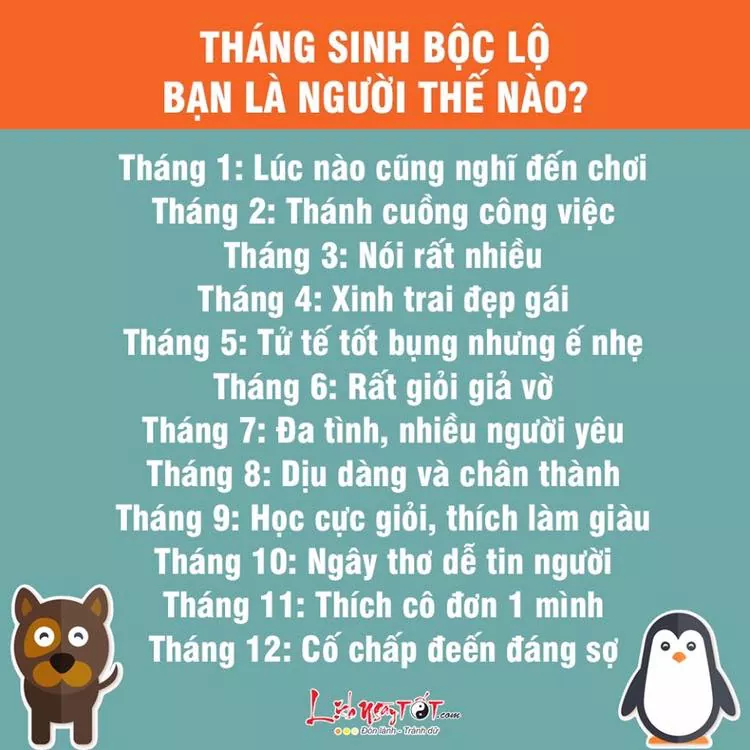 THÁNG SINH BỘC LỘ
BẠN LÀ NGƯỜI THẾ NÀO?
Tháng 1: Lúc nào cũng nghĩ đến chơi
Tháng 2: Thánh cuồng công việc
Tháng 3: Nói rất nhiều
Tháng 4: Xinh trai đẹp gái
Tháng 5: Tử tế tốt bụng nhưng ế nhẹ
Tháng 6: Rất giỏi giả vờ
Tháng 7: Đa tình, nhiều người yêu
Tháng 8: Dịu dàng và chân thành
Tháng 9: Học cực giỏi, thích làm giàu
Tháng 10: Ngây thơ dễ tin người
Tháng 11: Thích cô đơn 1 mình
Tháng 12: Cố chấp đeến đáng sợ
LịchNgayTỐT.com
Đón lành - Tránh dữ